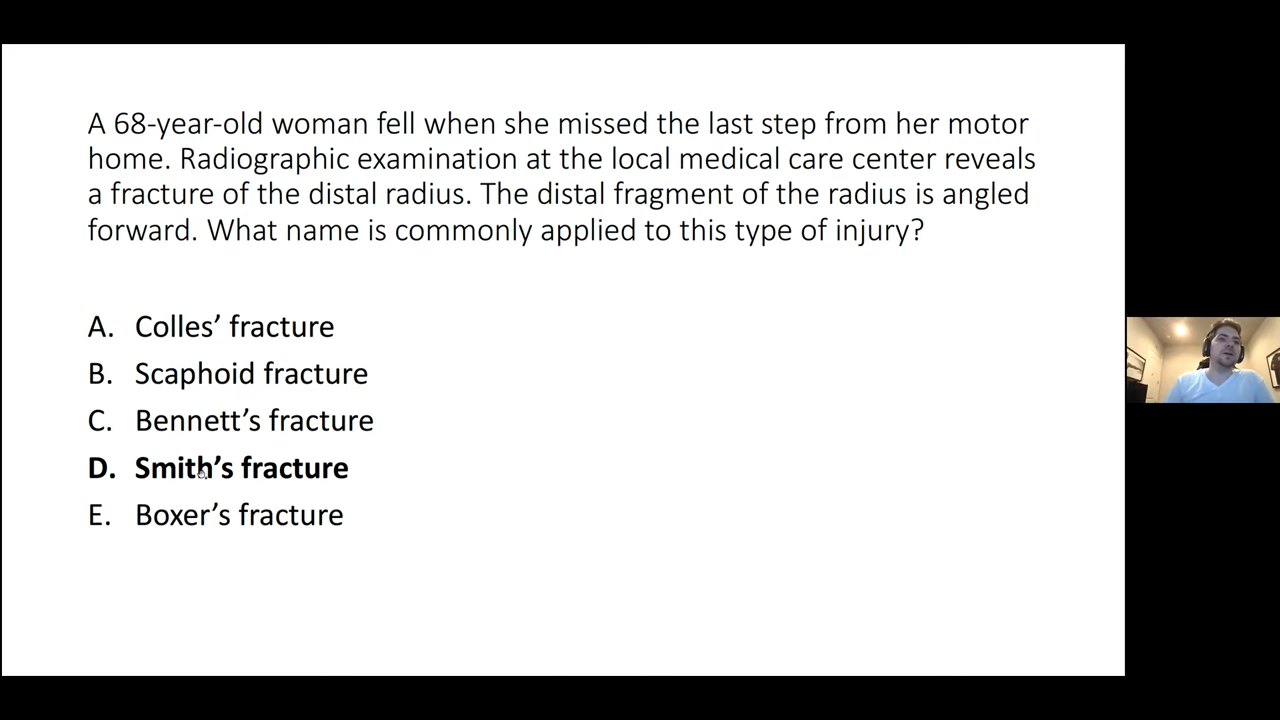 A 68-year-old woman fell when she missed the last step from her motor
home. Radiographic examination at the local medical care center reveals
a fracture of the distal radius. The distal fragment of the radius is angled
forward. What name is commonly applied to this type of injury?
A. Colles’ fracture
B. Scaphoid fracture
C. Bennett’s fracture
D. Smith’s fracture
E. Boxer’s fracture